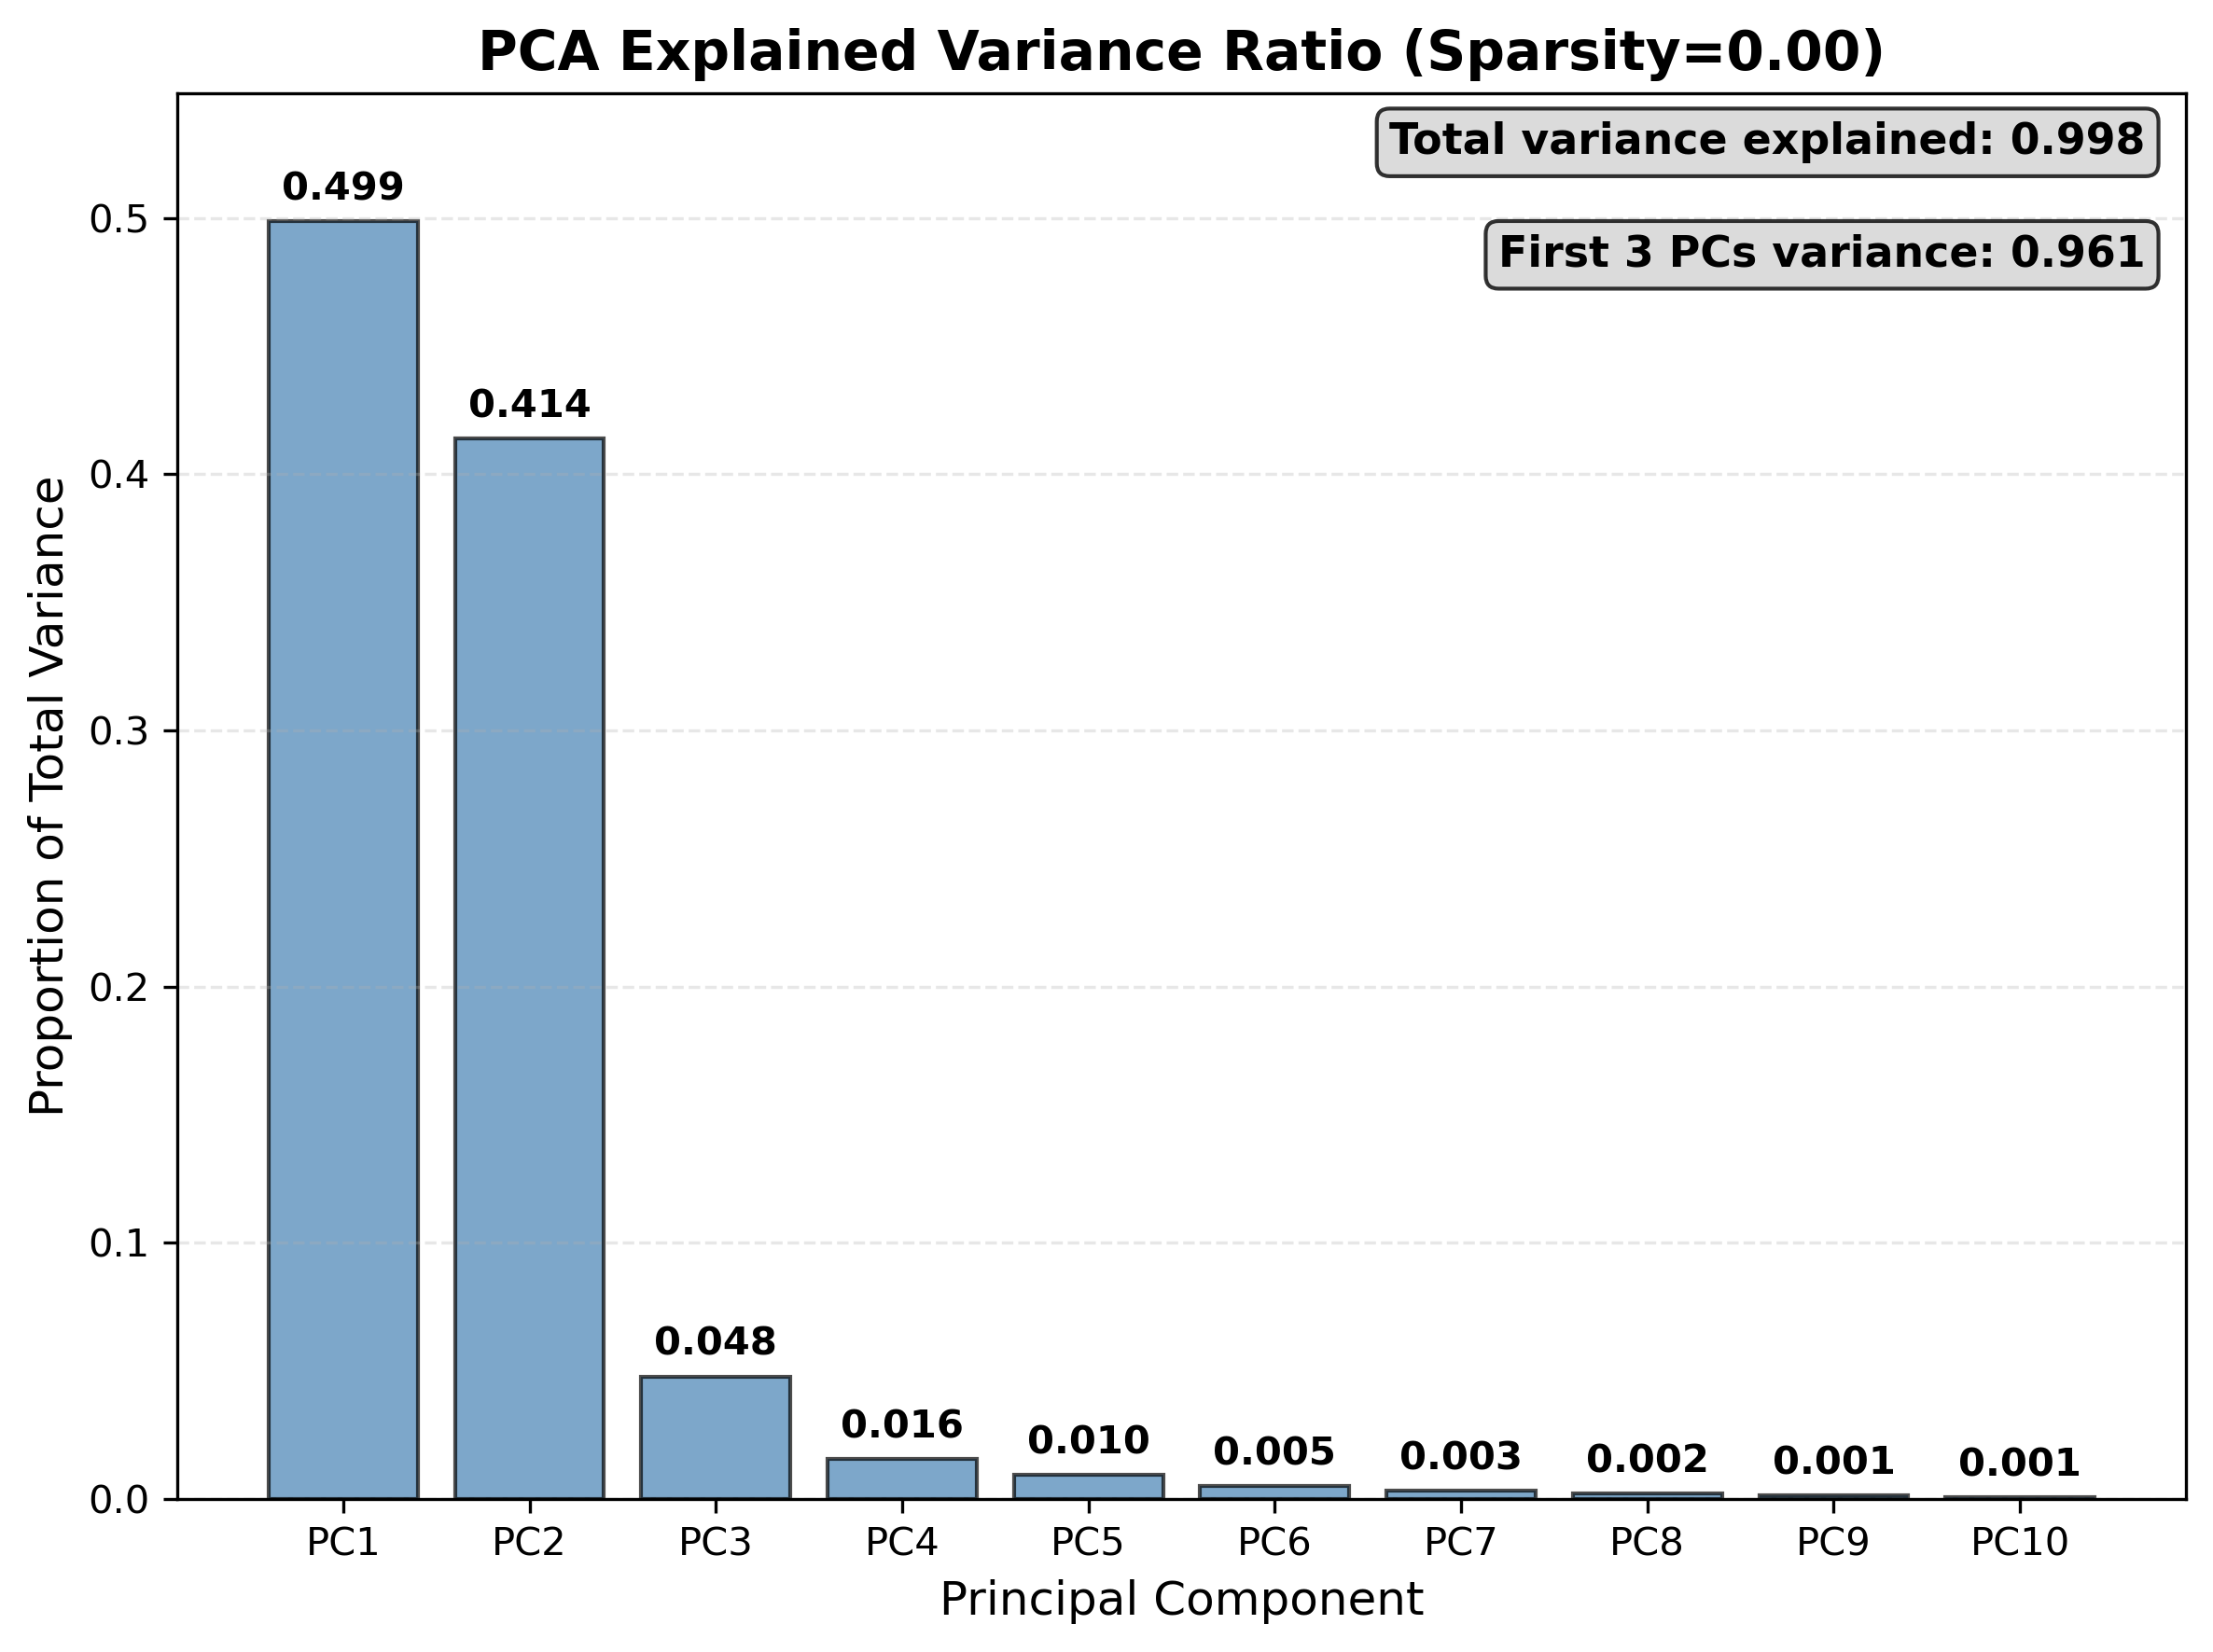 PCA Explained Variance Ratio (Sparsity=0.00)
Total variance explained: 0.998
First 3 PCs variance: 0.961
Proportion of Total Variance
0.5
0.4
0.3
0.2
0.1
0.0
0.499
0.414
0.048
0.016
0.010
0.005
0.003
0.002
0.001
0.001
PC1
PC2
PC3
PC4
PC5
PC6
PC7
PC8
PC9
PC10
Principal Component